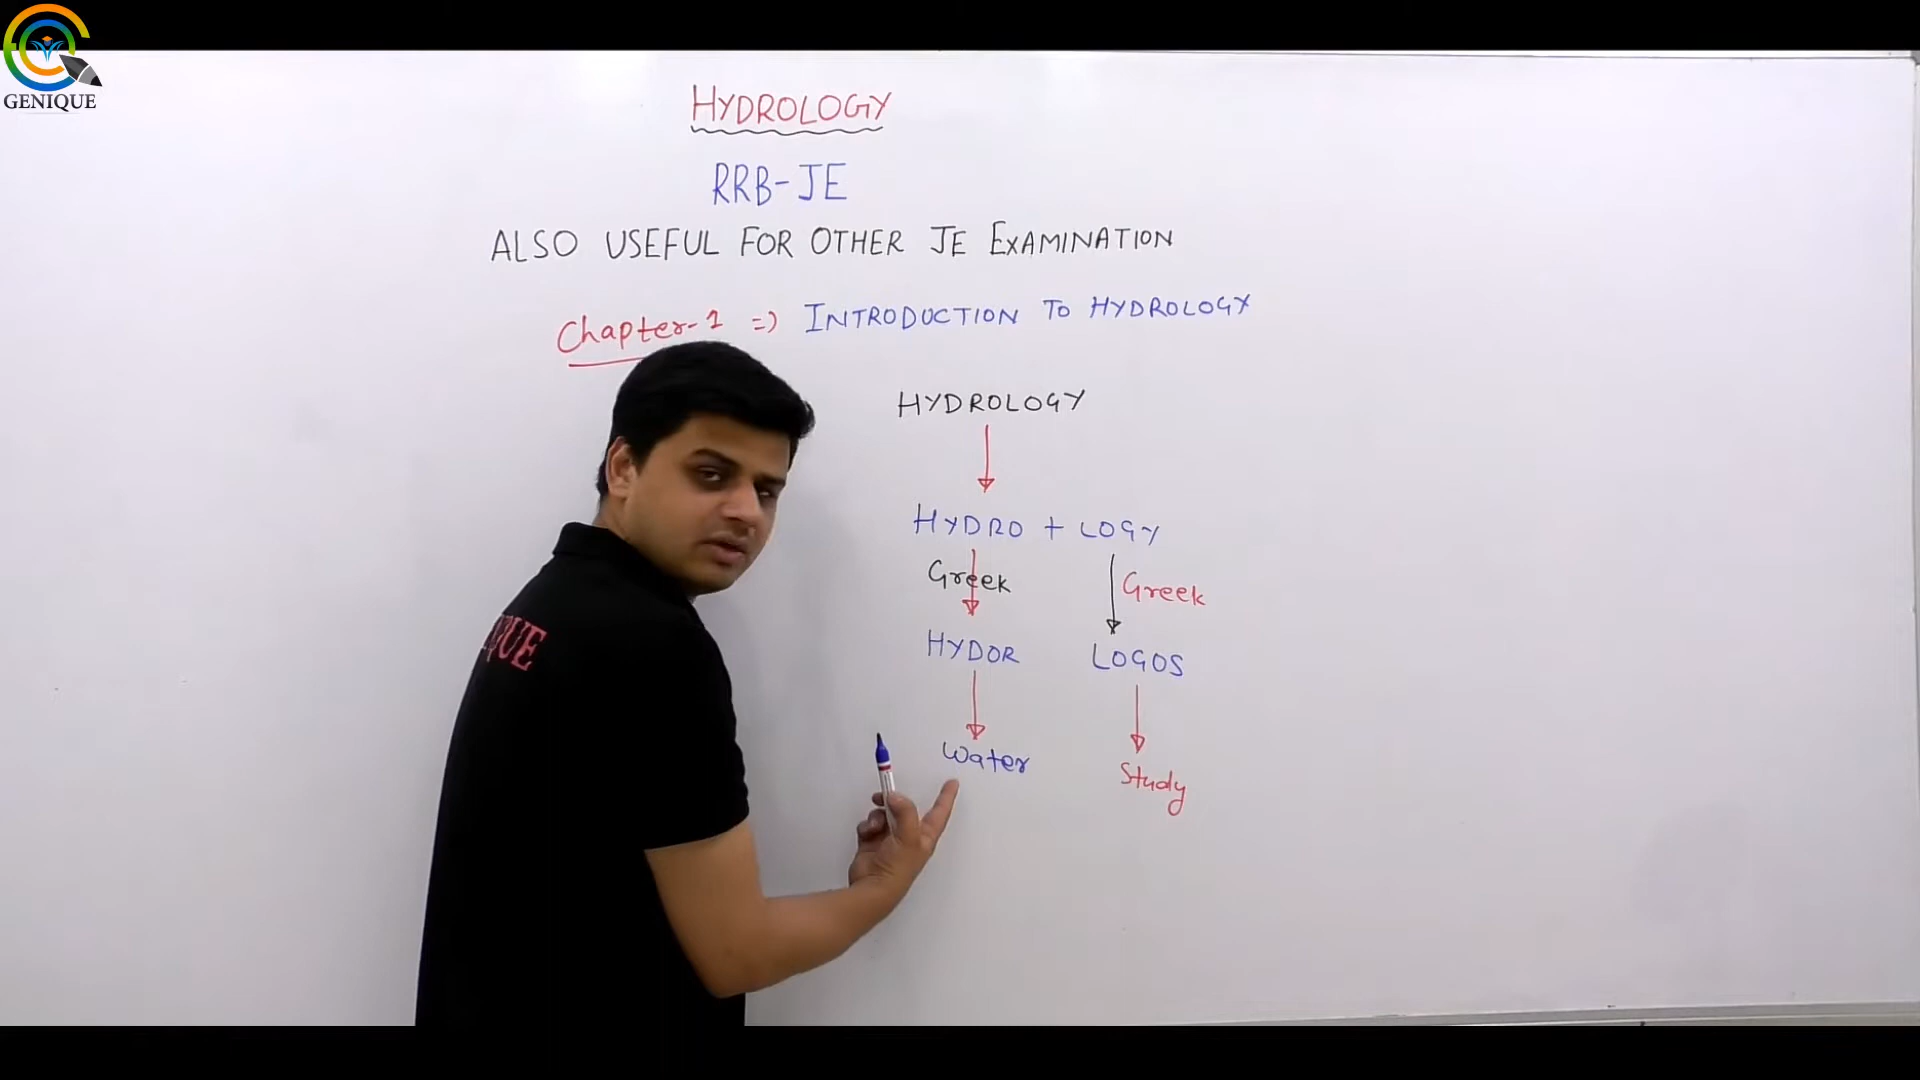 GENIQUE
HYDROLOGY
RRB-JE
ALSO USEFUL FOR OTHER JE EXAMINATION
Chapter-1 => INTRODUCTION TO HYDROLOGY
HYDROLOGY
HYDRO + LOGY
Greek Greek
HYDOR LOGOS
Water Study